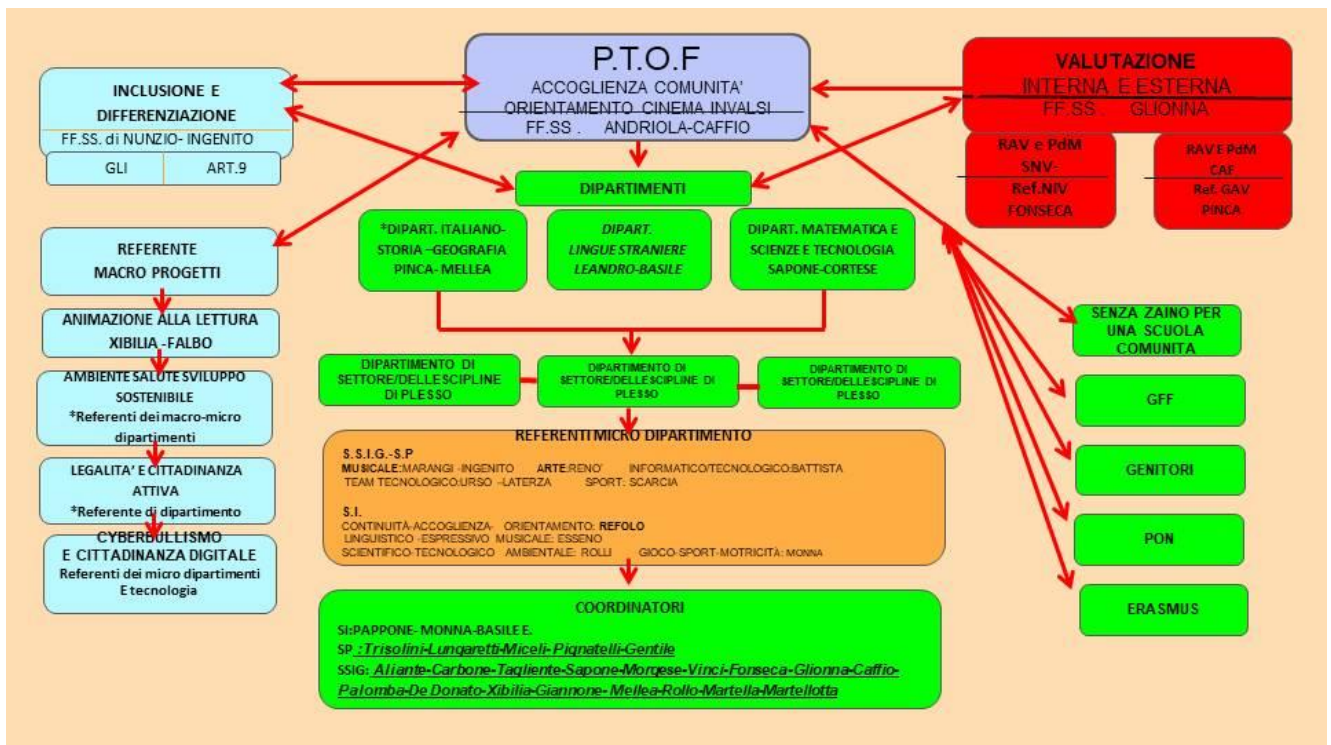 P.T.O.F
ACCOGLIENZA COMUNITA'
ORIENTAMENTO CINEMA INVALSI
FF.SS . ANDRIOLA-CAFFIO
INCLUSIONE E
DIFFERENZIAZIONE
FF.SS. di NUNZIO- INGENITO
GLI ART.9
VALUTAZIONE
INTERNA E ESTERNA
FF.SS . GLIONNA
RAV e PdM
SNV-
Ref.NIV
FONSECA
RAV E PdM
CAF
Ref. GAV
PINCA
DIPARTIMENTI
*DIPART. ITALIANO-
STORIA –GEOGRAFIA
PINCA- MELLEA
DIPART.
LINGUE STRANIERE
LEANDRO-BASILE
DIPART. MATEMATICA E
SCIENZE E TECNOLOGIA
SAPONE-CORTESE
REFERENTE
MACRO PROGETTI
ANIMAZIONE ALLA LETTURA
XIBILIA -FALBO
AMBIENTE SALUTE SVILUPPO
SOSTENIBILE
*Referenti dei macro-micro
dipartimenti
LEGALITA' E CITTADINANZA
ATTIVA
*Referente di dipartimento
CYBERBULLISMO
E CITTADINANZA DIGITALE
Referenti dei micro dipartimenti
E tecnologia
DIPARTIMENTO DI
SETTORE/DELLE SCIPLINE
DI PLESSO
DIPARTIMENTO DI
SETTORE/DELLE SCIPLINE DI
PLESSO
DIPARTIMENTO DI
SETTORE/DELLE SCIPLINE DI
PLESSO
REFERENTI MICRO DIPARTIMENTO
S.S.I.G.-S.P
MUSICALE:MARANGI -INGENITO ARTE:RENO' INFORMATICO/TECNOLOGICO:BATTISTA
TEAM TECNOLOGICO:URSO –LATERZA SPORT: SCARCIA
S.I.
CONTINUITÀ-ACCOGLIENZA- ORIENTAMENTO: REFOLO
LINGUISTICO -ESPRESSIVO MUSICALE: ESSENO
SCIENTIFICO-TECNOLOGICO AMBIENTALE: ROLLI GIOCO-SPORT-MOTRICITÀ: MONNA
COORDINATORI
SI:PAPPONE- MONNA-BASILE E.
SP :Trisolini-Lungaretti-Miceli- Pignatelli-Gentile
SSIG: Aliante-Carbone-Tagliente-Sapone-Morgese-Vinci-Fonseca-Glionna-Caffio-
Palomba-De Donato-Xibilia-Giannone- Mellea-Rollo-Martella-Martellotta
SENZA ZAINO PER
UNA SCUOLA
COMUNITA
GFF
GENITORI
PON
ERASMUS